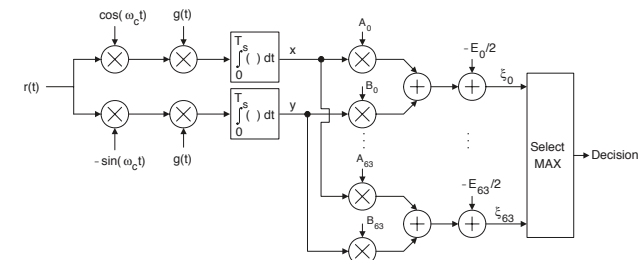 cos(ω_c t)
g(t)
T_s
∫( ) dt
0
x
A_0
-E_0/2
ξ_0
r(t)
B_0
-sin(ω_c t)
g(t)
T_s
∫( ) dt
0
y
Select
MAX
Decision
A_63
-E_63/2
ξ_63
B_63